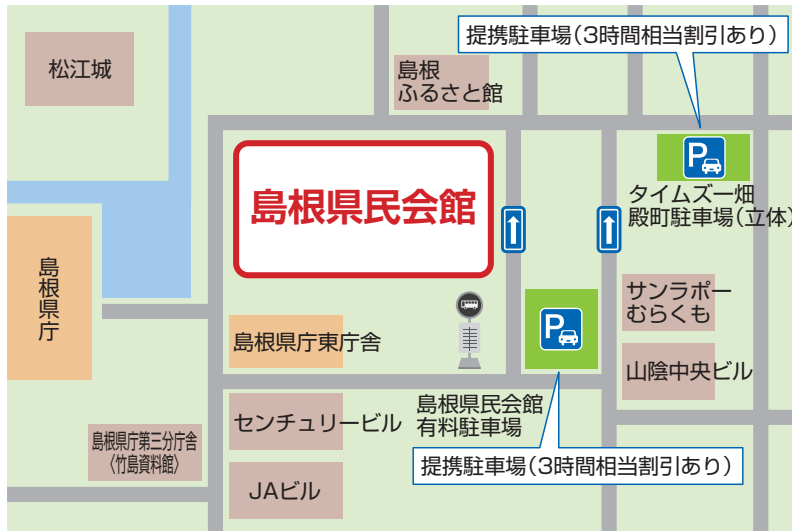 提携駐車場(3時間相当割引あり)
松江城
島根
ふるさと館
P
島根県民会館
タイムズ一畑
殿町駐車場(立体)
島根県庁
サンラポー
むらくも
P
島根県庁東庁舎
山陰中央ビル
センチュリービル
島根県民会館
有料駐車場
島根県庁第三分庁舎
〈竹島資料館〉
提携駐車場(3時間相当割引あり)
JAビル